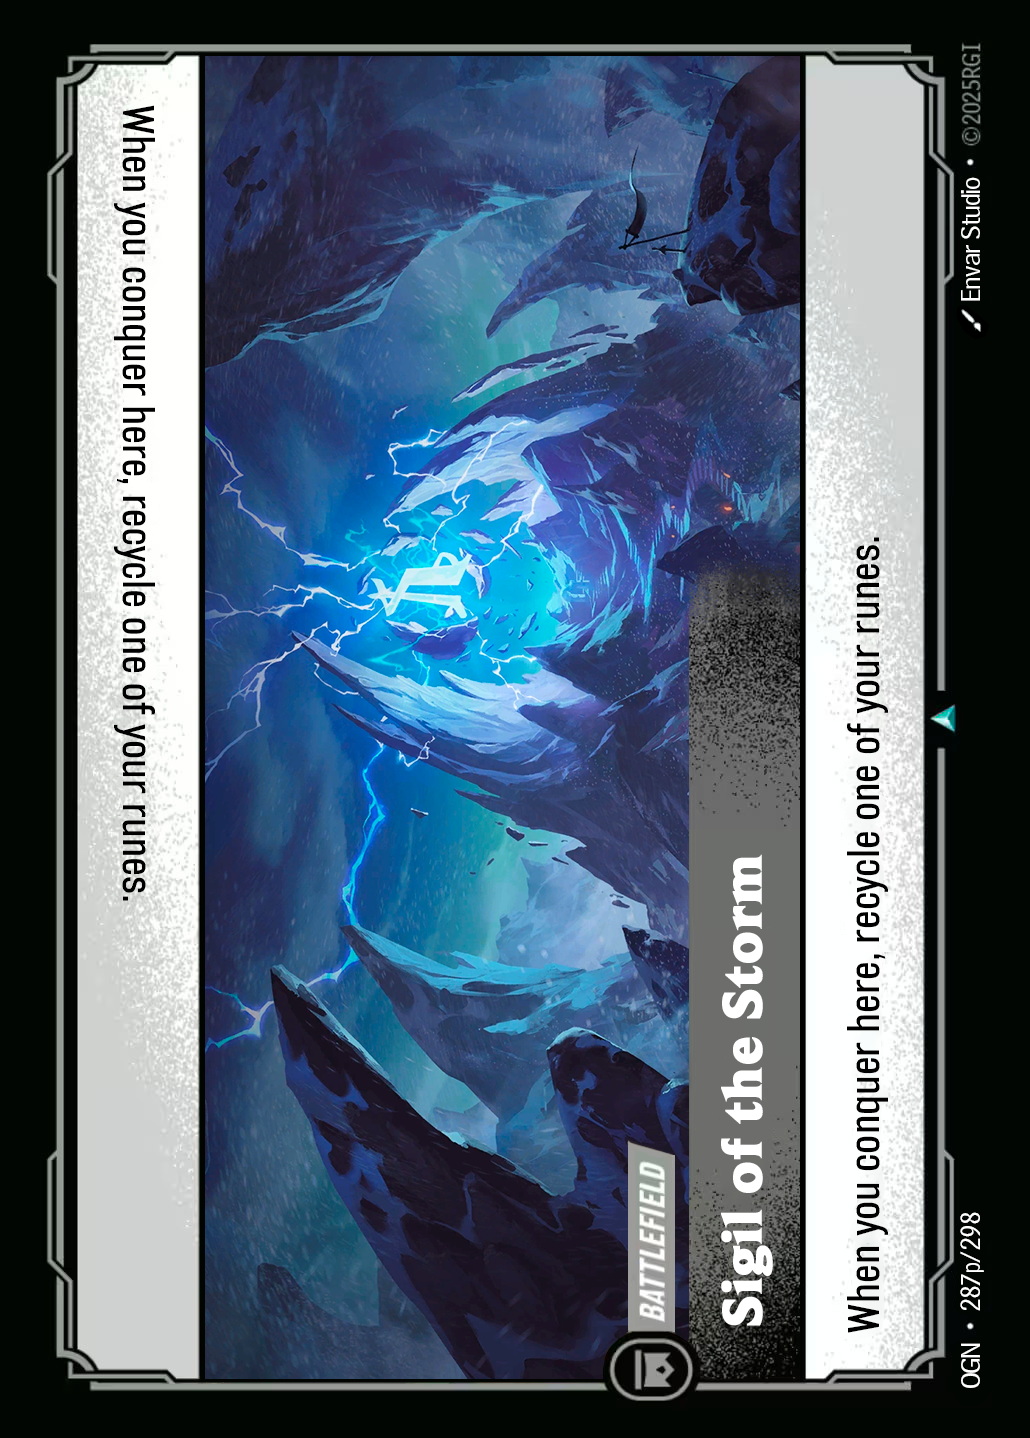 When you conquer here, recycle one of your runes.
BATTLEFIELD
Sigil of the Storm
When you conquer here, recycle one of your runes.
OGN • 287p/298
Envar Studio • ©2025RGI